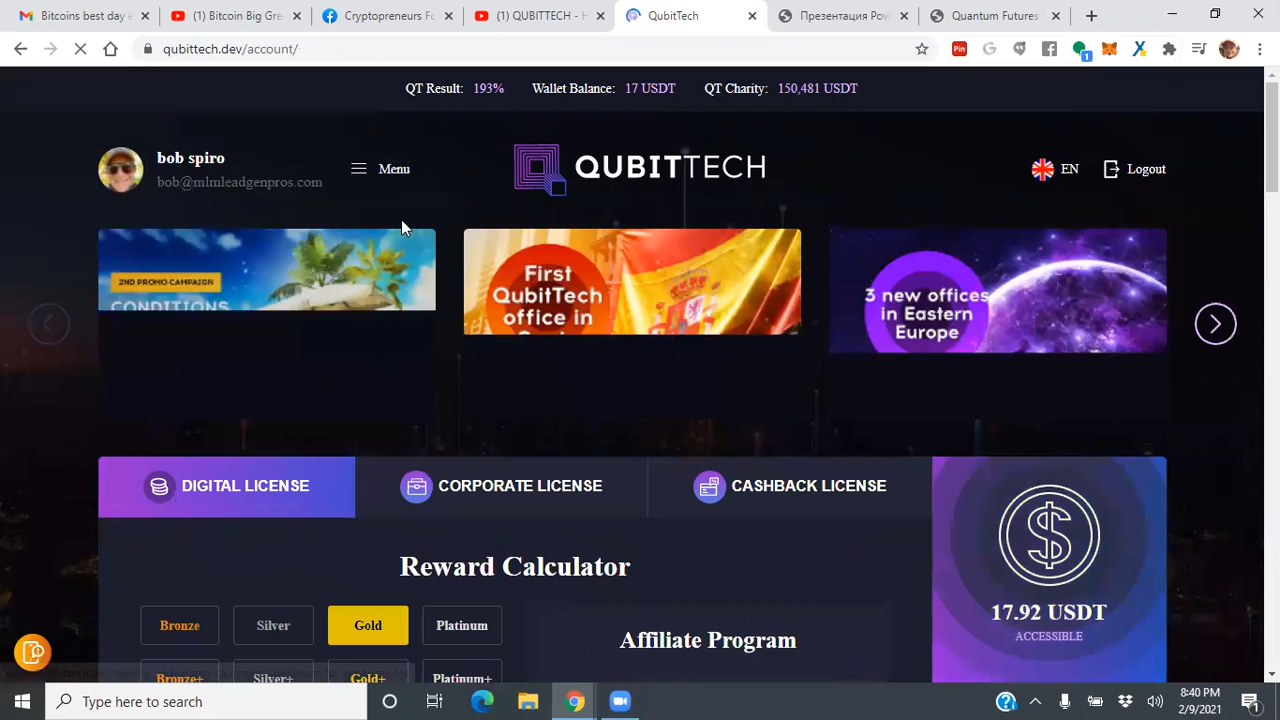 Bitcoins best day e
(1) Bitcoin Big Gre
Cryptopreneurs Fo
(1) QUBITTECH - H
QubitTech
Презентация Pow
Quantum Futures
qubittech.dev/account/
Pin
1
QT Result: 193% Wallet Balance: 17 USDT QT Charity: 150,481 USDT
bob spiro
bob@mlmleadgenpros.com
Menu
QUBITTECH
EN
Logout
2ND PROMO CAMPAIGN
CONDITIONS
First
QubitTech
office in
3 new offices
in Eastern
Europe
DIGITAL LICENSE
CORPORATE LICENSE
CASHBACK LICENSE
Reward Calculator
Bronze Silver Gold Platinum
Bronze+ Silver+ Gold+ Platinum+
Affiliate Program
17.92 USDT
ACCESSIBLE
Type here to search
8:40 PM
2/9/2021
1